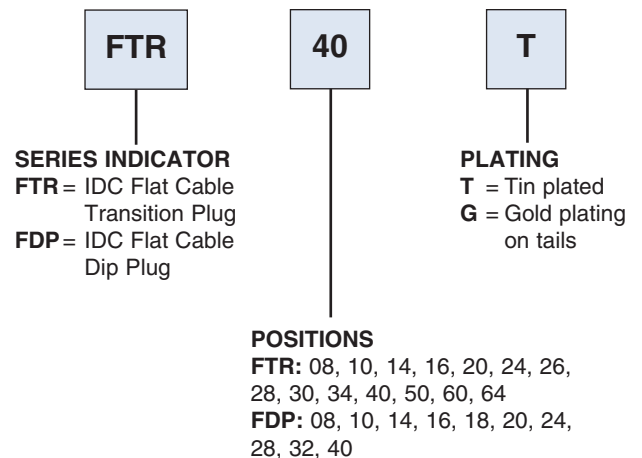 FTR 40 T
SERIES INDICATOR
FTR = IDC Flat Cable
Transition Plug
FDP = IDC Flat Cable
Dip Plug
PLATING
T = Tin plated
G = Gold plating
on tails
POSITIONS
FTR: 08, 10, 14, 16, 20, 24, 26,
28, 30, 34, 40, 50, 60, 64
FDP: 08, 10, 14, 16, 18, 20, 24,
28, 32, 40